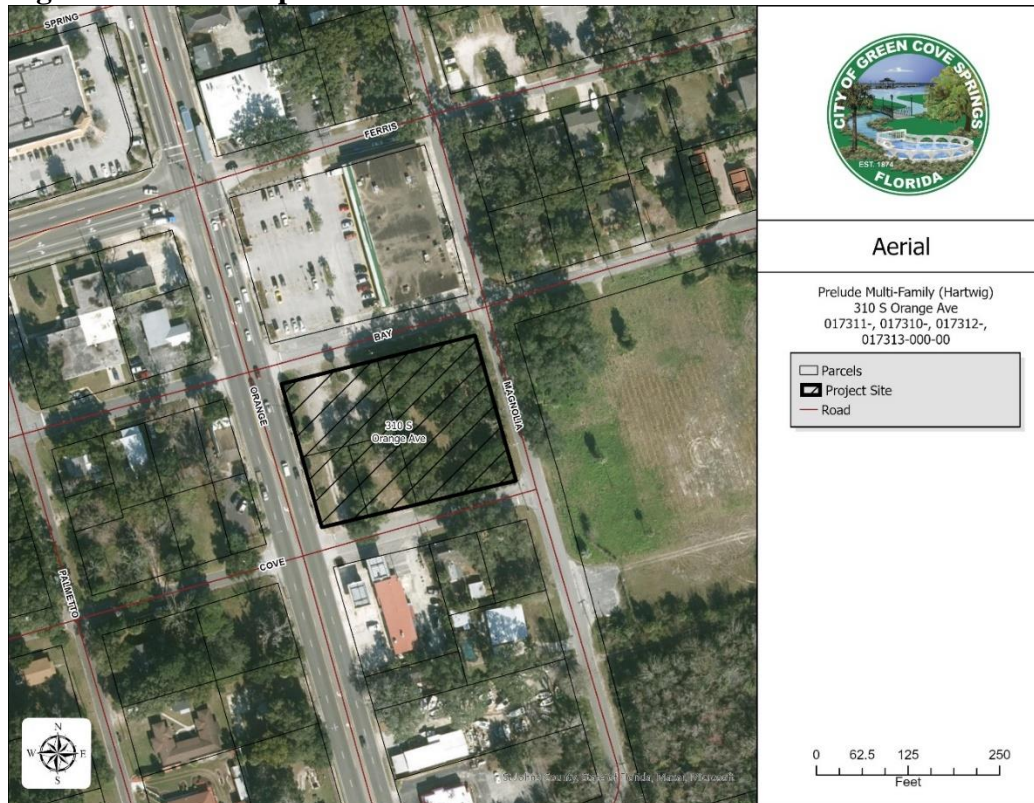 SPRING
FERRIS
BAY
ORANGE
MAGNOLIA
310 S
Orange Ave
COVE
PALMETTO
N
W E
S
CITY OF GREEN COVE SPRINGS
EST. 1874
FLORIDA
Aerial
Prelude Multi-Family (Hartwig)
310 S Orange Ave
017311-, 017310-, 017312-,
017313-000-00
Parcels
Project Site
Road
0 62.5 125 250
Feet